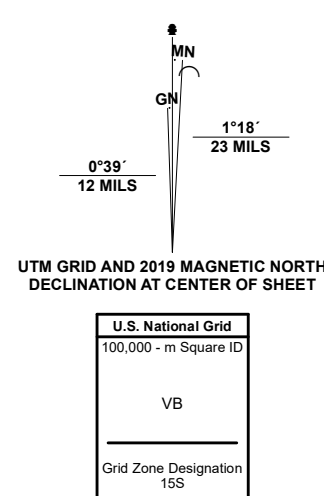 MN
GN
1°18´
23 MILS
0°39´
12 MILS
UTM GRID AND 2019 MAGNETIC NORTH
DECLINATION AT CENTER OF SHEET
U.S. National Grid
100,000 - m Square ID
VB
Grid Zone Designation
15S